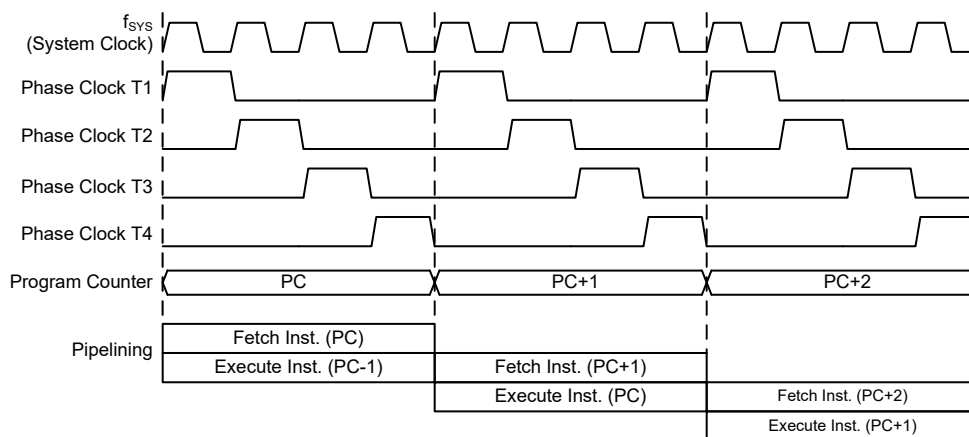 fSYS
(System Clock)
Phase Clock T1
Phase Clock T2
Phase Clock T3
Phase Clock T4
Program Counter PC PC+1 PC+2
Pipelining
Fetch Inst. (PC)
Execute Inst. (PC-1) Fetch Inst. (PC+1)
Execute Inst. (PC) Fetch Inst. (PC+2)
Execute Inst. (PC+1)